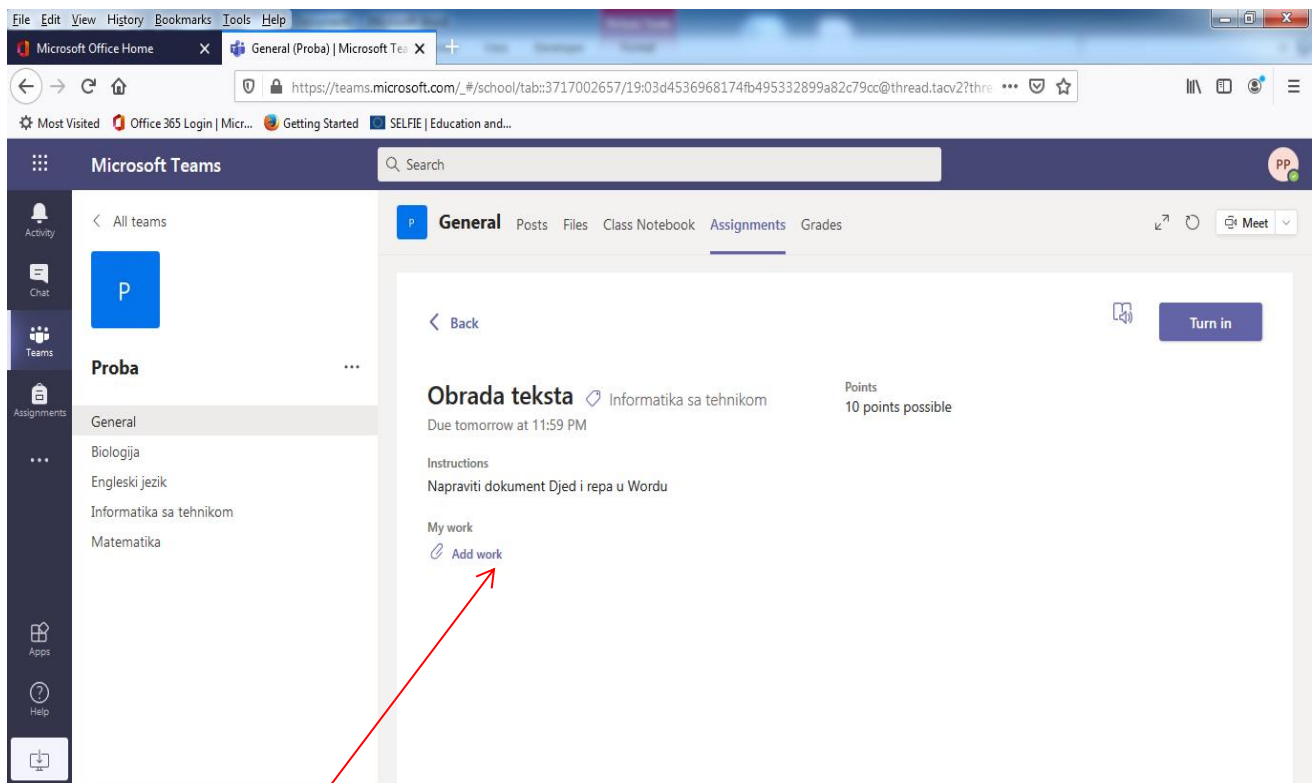 File Edit View History Bookmarks Tools Help
Microsoft Office Home X General (Proba) | Microsoft Tea X +
https://teams.microsoft.com/_#/school/tab::3717002657/19:03d4536968174fb495332899a82c79cc@thread.tacv2?thre
Most Visited Office 365 Login | Micr... Getting Started SELFIE | Education and...
Microsoft Teams Search PP
Activity
Chat
Teams
Assignments
Apps
Help
All teams
P
Proba ...
General
Biologija
Engleski jezik
Informatika sa tehnikom
Matematika
P General Posts Files Class Notebook Assignments Grades Meet
Back Turn in
Obrada teksta Informatika sa tehnikom
Due tomorrow at 11:59 PM
Points
10 points possible
Instructions
Napraviti dokument Djed i repa u Wordu
My work
Add work